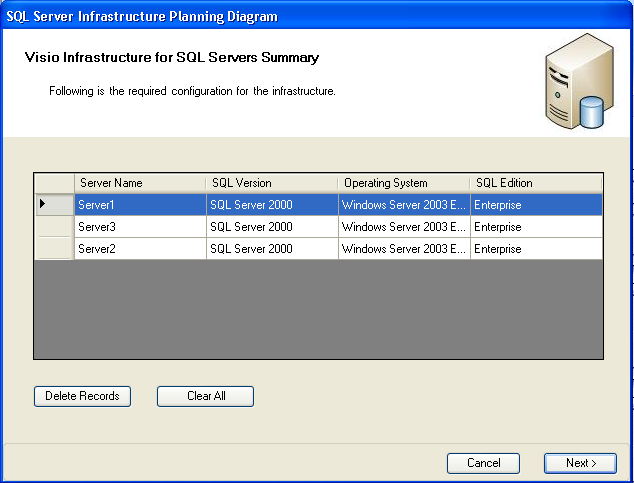 SQL Server Infrastructure Planning Diagram
Visio Infrastructure for SQL Servers Summary
Following is the required configuration for the infrastructure.
Server Name SQL Version Operating System SQL Edition
Server1 SQL Server 2000 Windows Server 2003 E... Enterprise
Server3 SQL Server 2000 Windows Server 2003 E... Enterprise
Server2 SQL Server 2000 Windows Server 2003 E... Enterprise
Delete Records Clear All
Cancel Next >